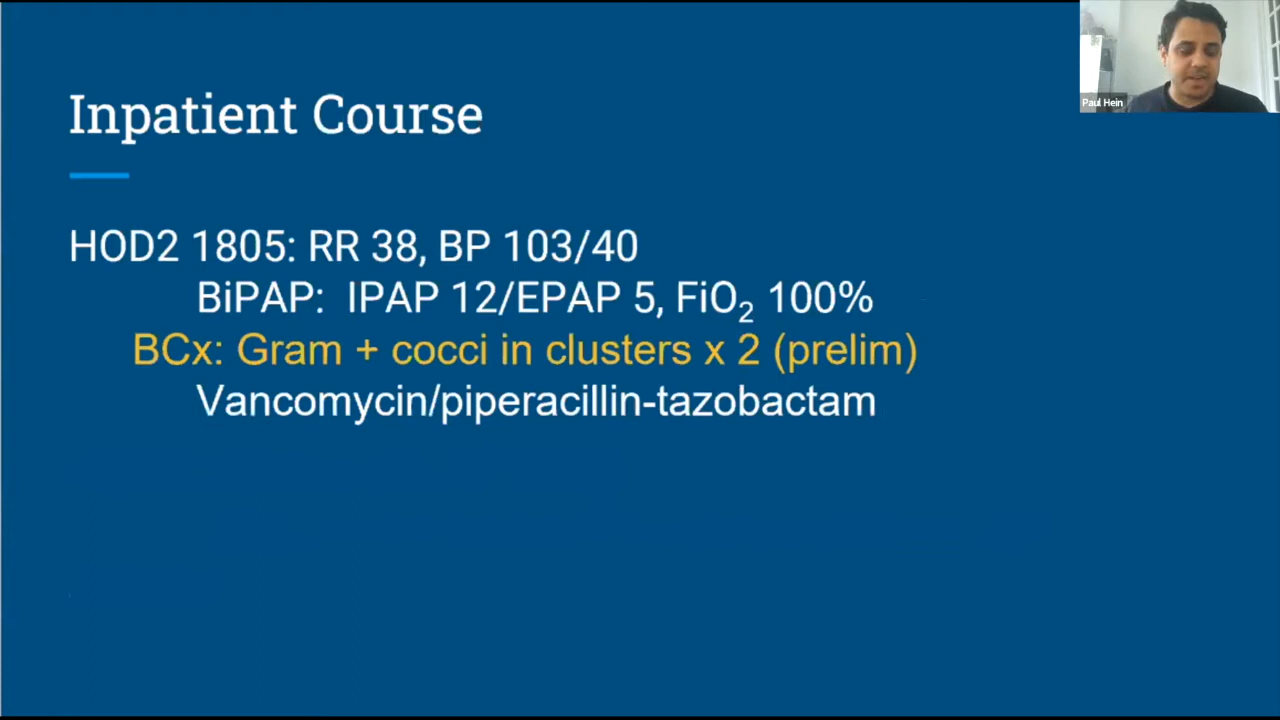 Inpatient Course
HOD2 1805: RR 38, BP 103/40
BiPAP: IPAP 12/EPAP 5, FiO₂ 100%
BCx: Gram + cocci in clusters x 2 (prelim)
Vancomycin/piperacillin-tazobactam
Paul Hein